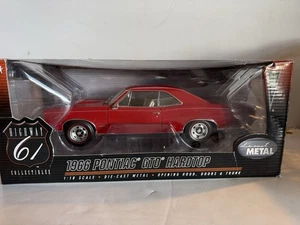 HIGHWAY
61
COLLECTIBLES
METAL
1966 PONTIAC® GTO® HARDTOP
1:18 SCALE • DIE-CAST METAL • OPENING HOOD, DOORS & TRUNK